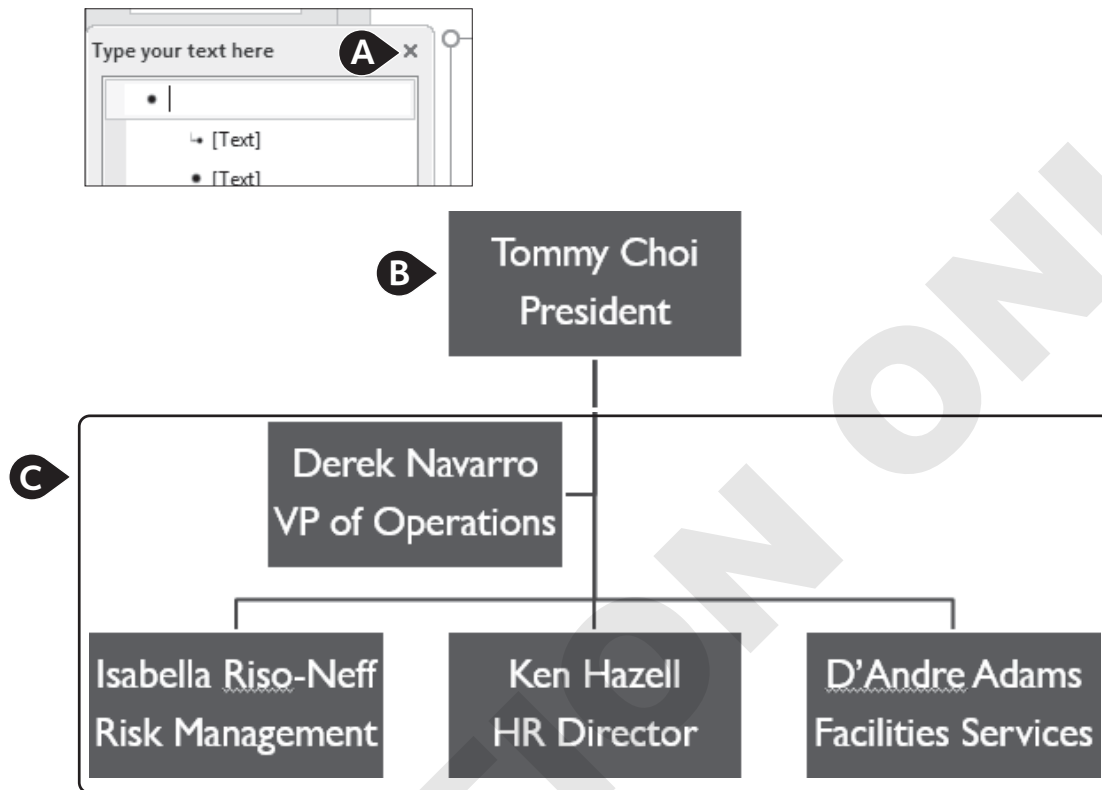 Type your text here
A
[Text]
[Text]
B
Tommy Choi
President
C
Derek Navarro
VP of Operations
Isabella Riso-Neff
Risk Management
Ken Hazell
HR Director
D'Andre Adams
Facilities Services